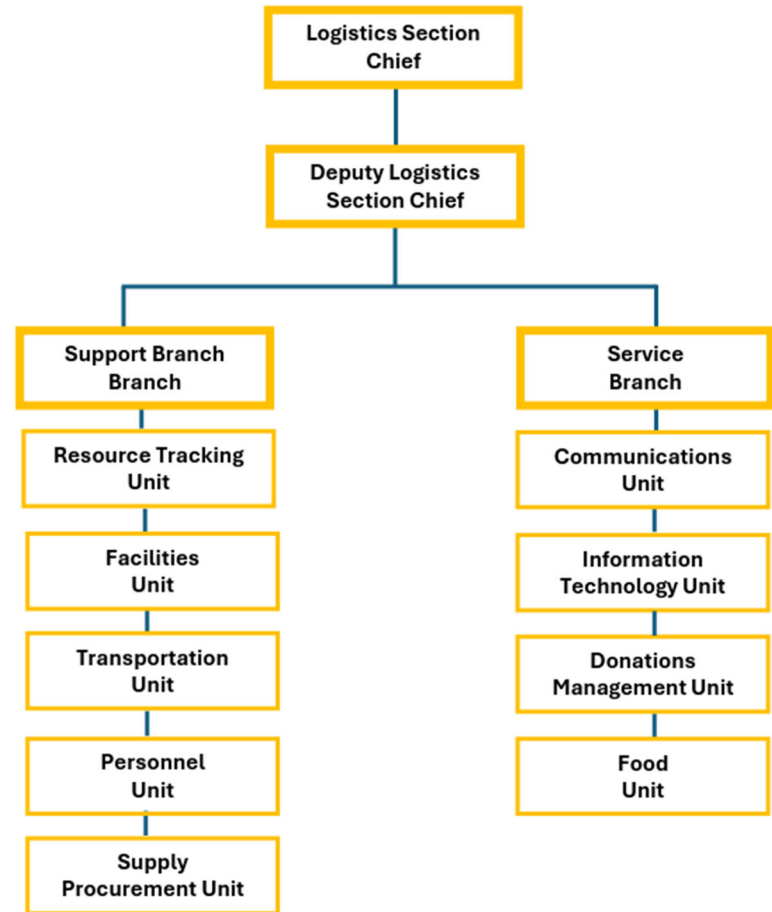 Logistics Section
Chief
Deputy Logistics
Section Chief
Support Branch
Branch
Resource Tracking
Unit
Facilities
Unit
Transportation
Unit
Personnel
Unit
Supply
Procurement Unit
Service
Branch
Communications
Unit
Information
Technology Unit
Donations
Management Unit
Food
Unit